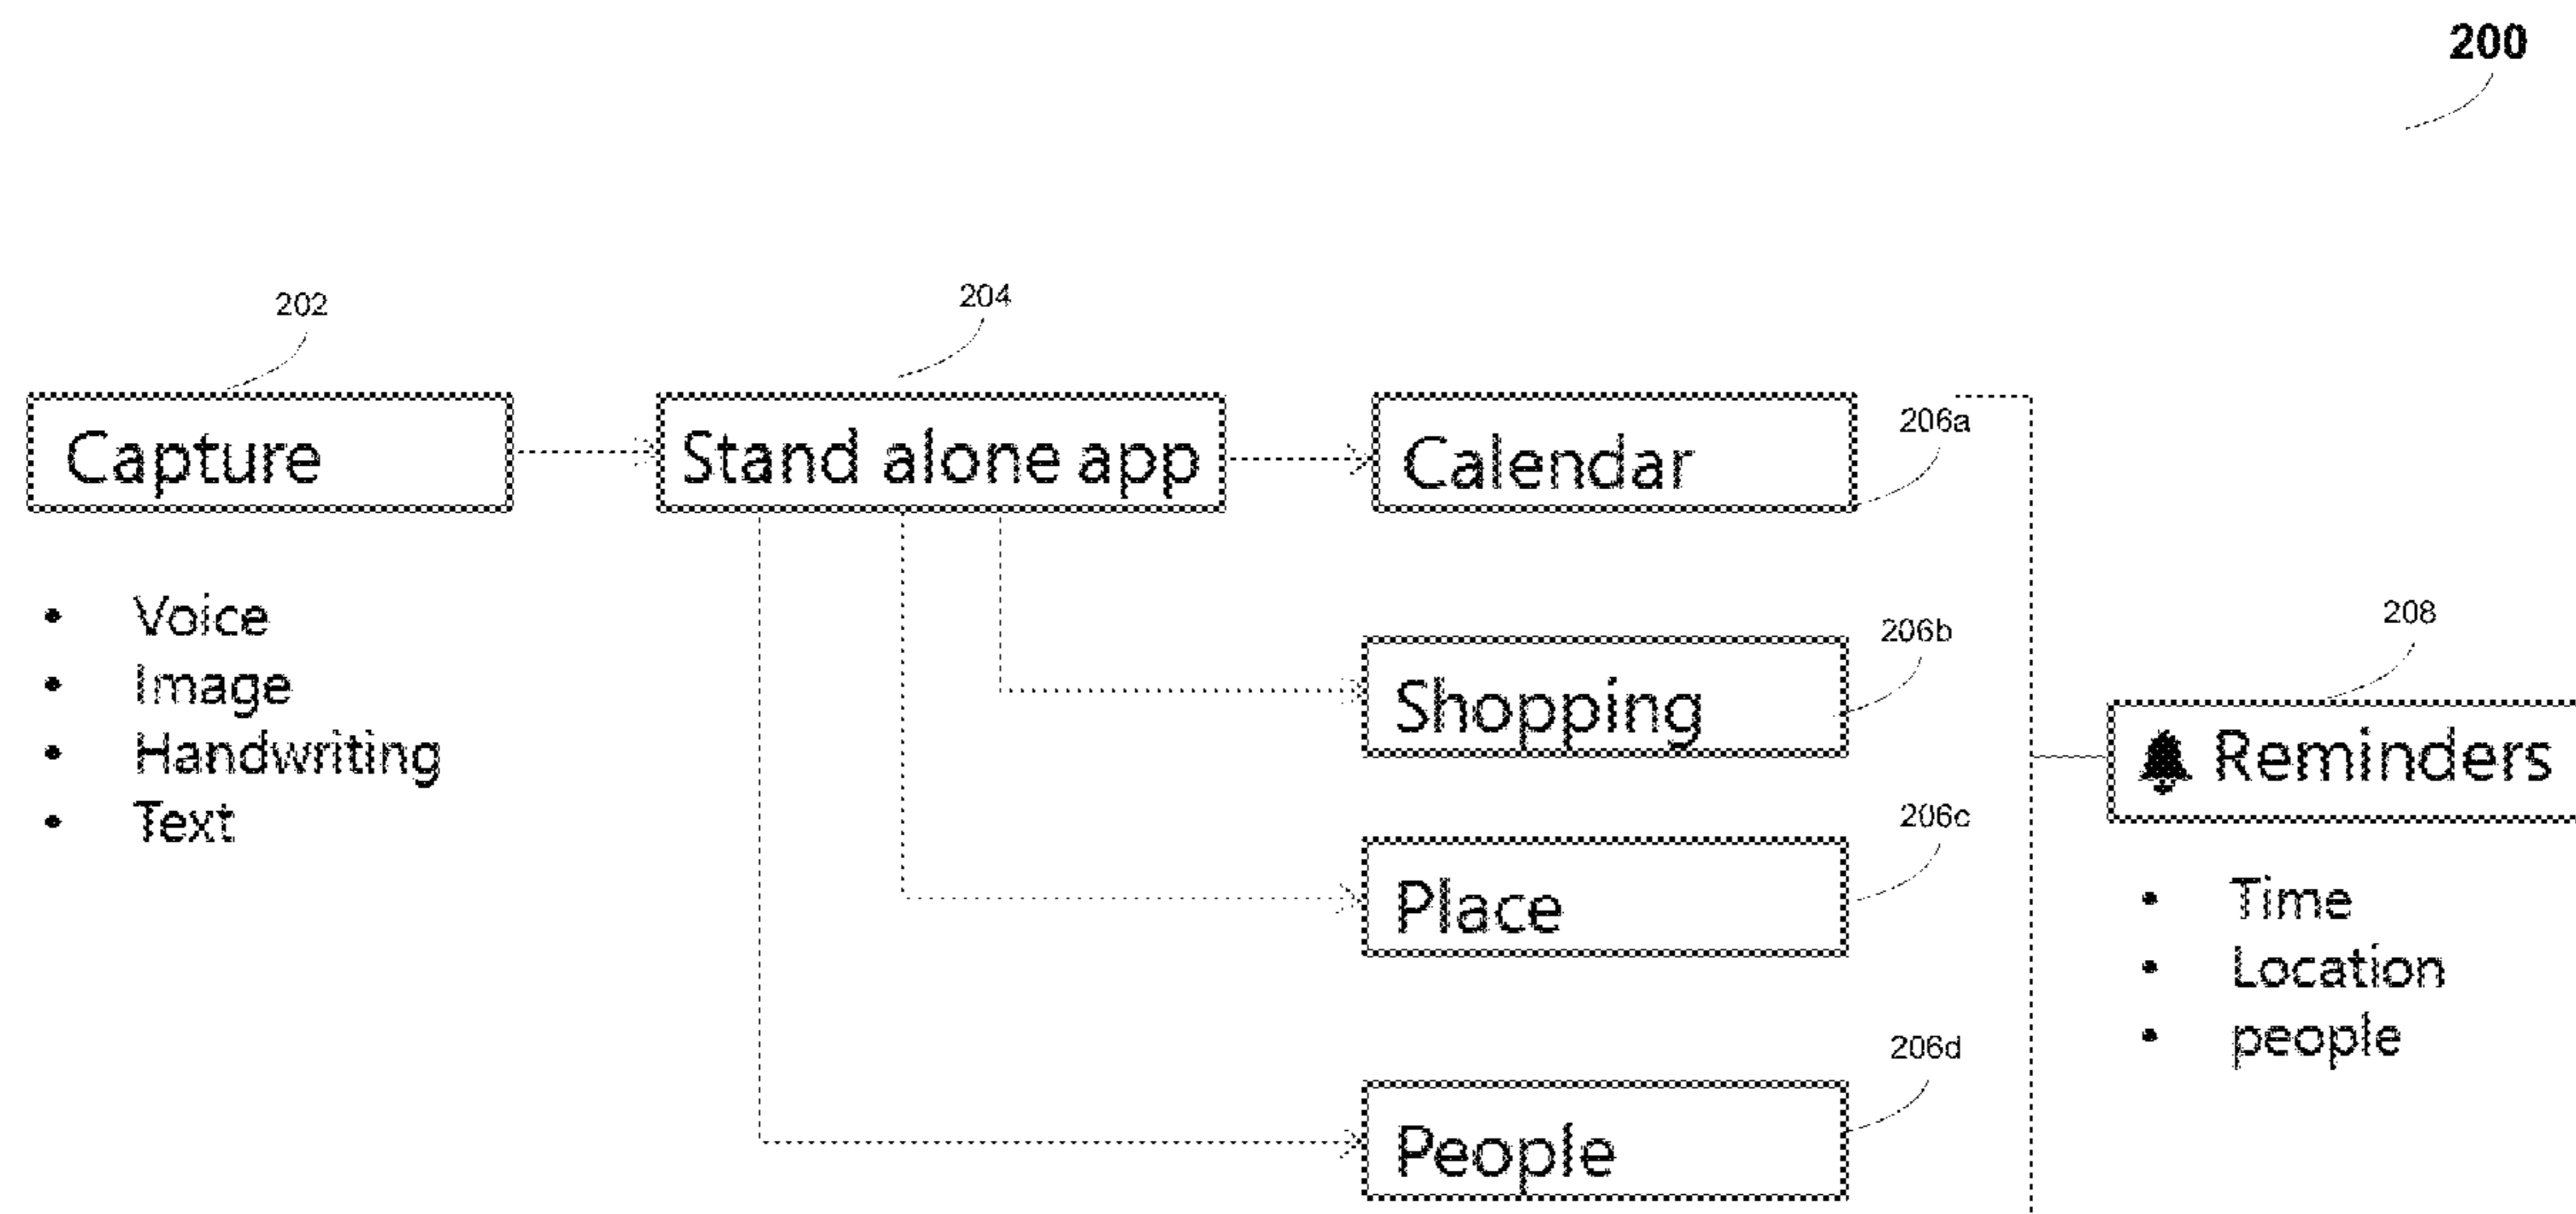 200
202
204
Capture
Stand alone app
Calendar
206a
• Voice
• Image
• Handwriting
• Text
206b
Shopping
206c
Place
206d
People
208
Reminders
• Time
• Location
• people